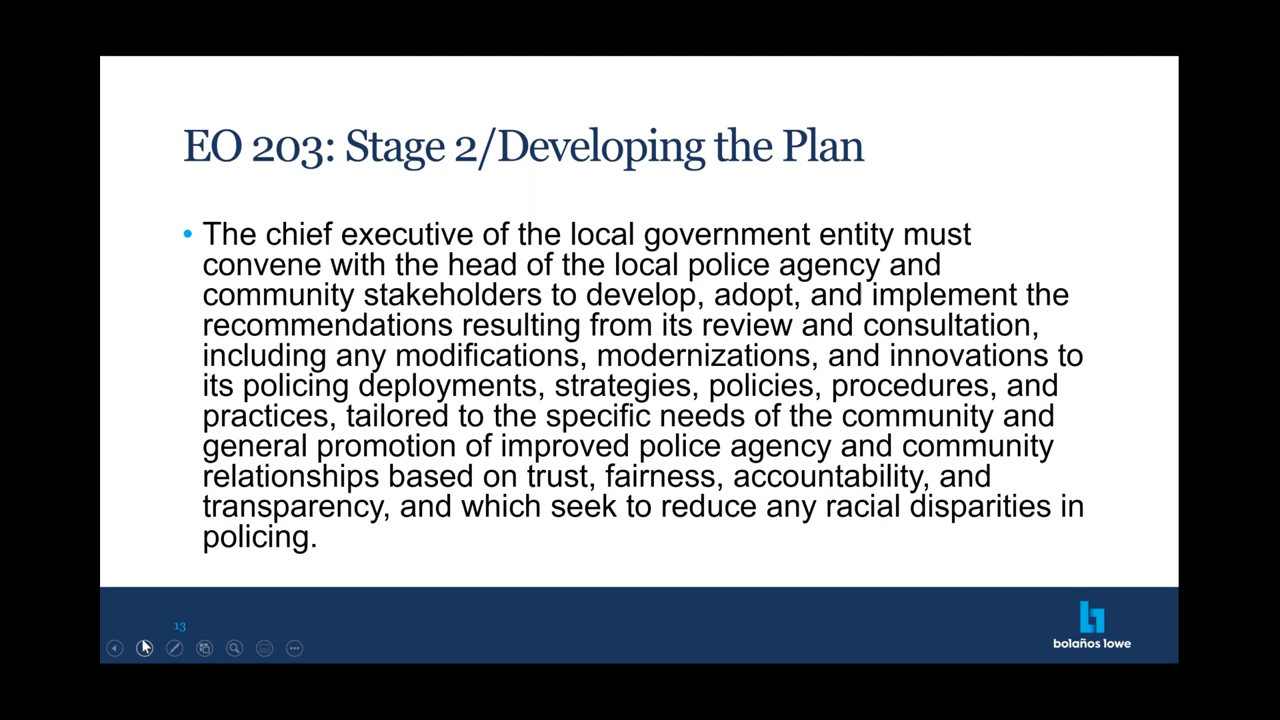 EO 203: Stage 2/Developing the Plan
• The chief executive of the local government entity must
convene with the head of the local police agency and
community stakeholders to develop, adopt, and implement the
recommendations resulting from its review and consultation,
including any modifications, modernizations, and innovations to
its policing deployments, strategies, policies, procedures, and
practices, tailored to the specific needs of the community and
general promotion of improved police agency and community
relationships based on trust, fairness, accountability, and
transparency, and which seek to reduce any racial disparities in
policing.
13
bolaños lowe